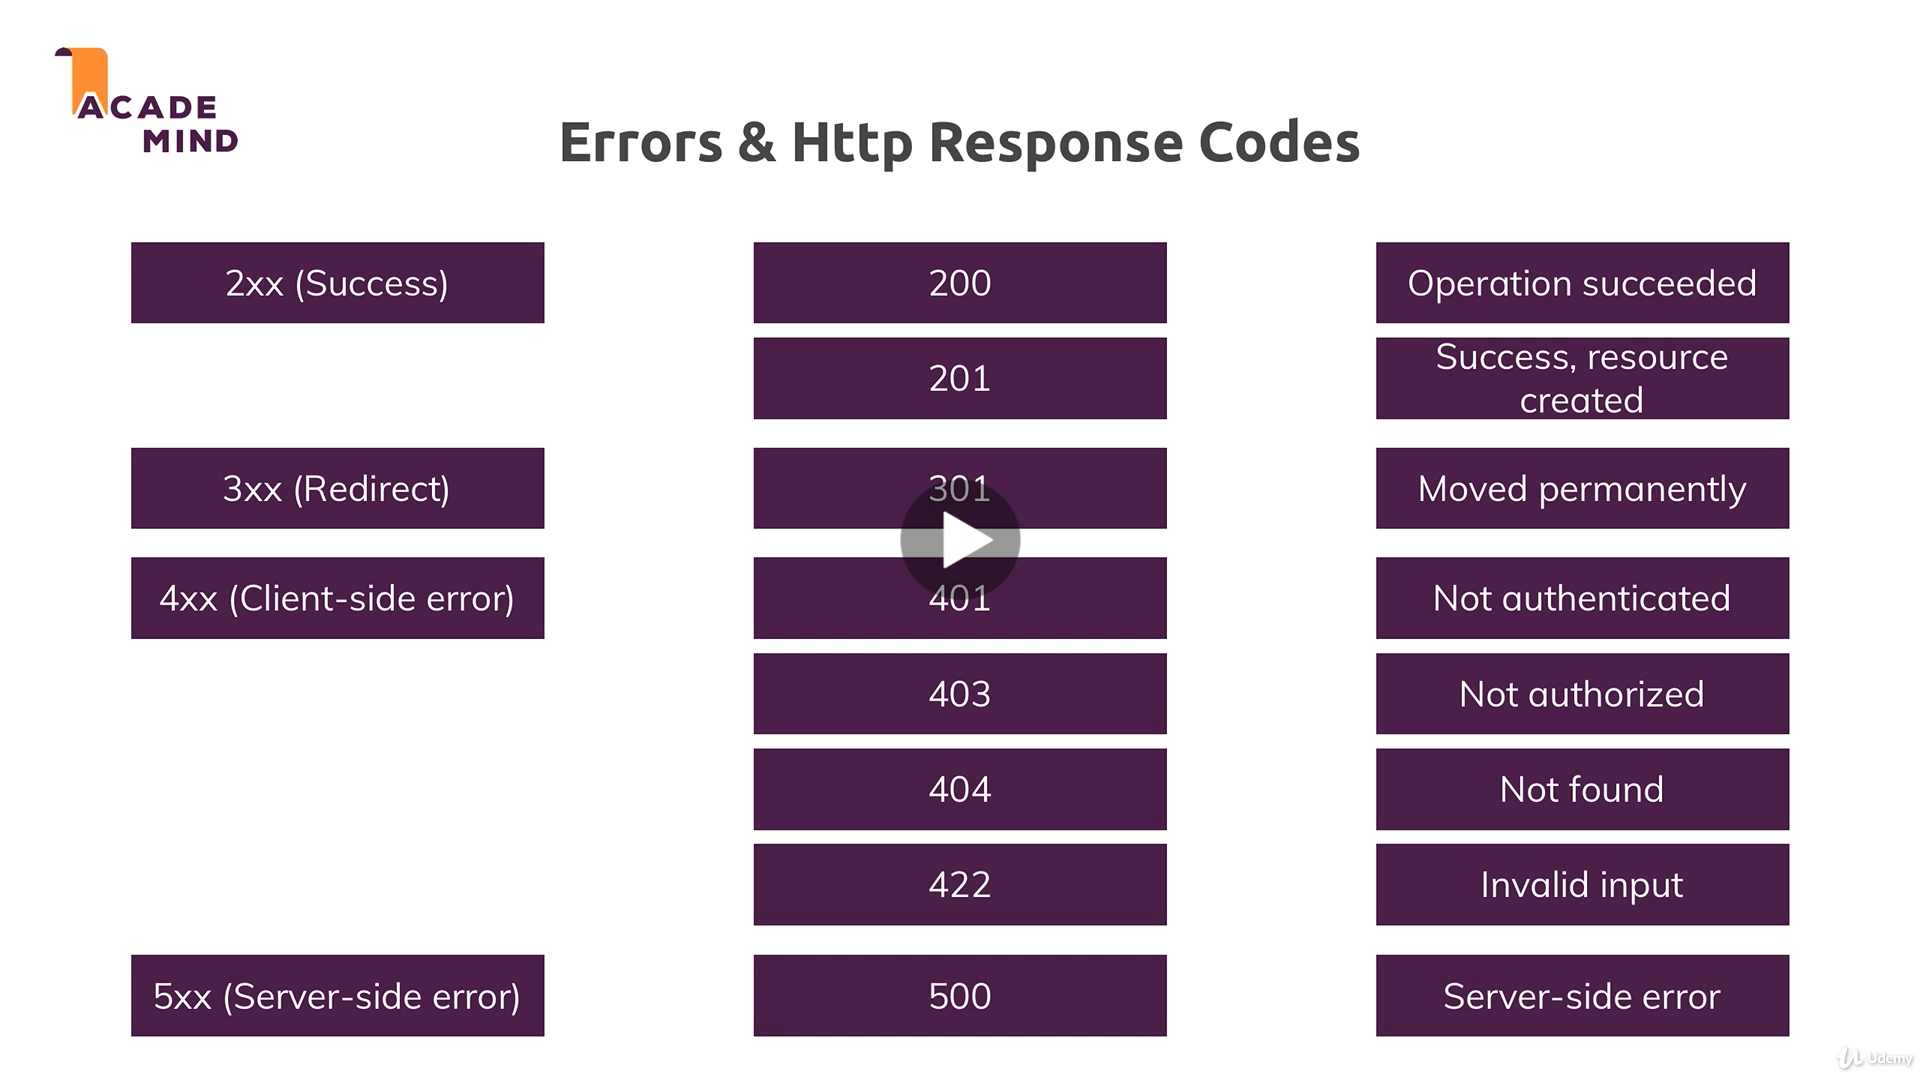 ACADE
MIND
Errors & Http Response Codes
2xx (Success)
200
Operation succeeded
201
Success, resource
created
3xx (Redirect)
301
Moved permanently
4xx (Client-side error)
401
Not authenticated
403
Not authorized
404
Not found
422
Invalid input
5xx (Server-side error)
500
Server-side error
Udemy